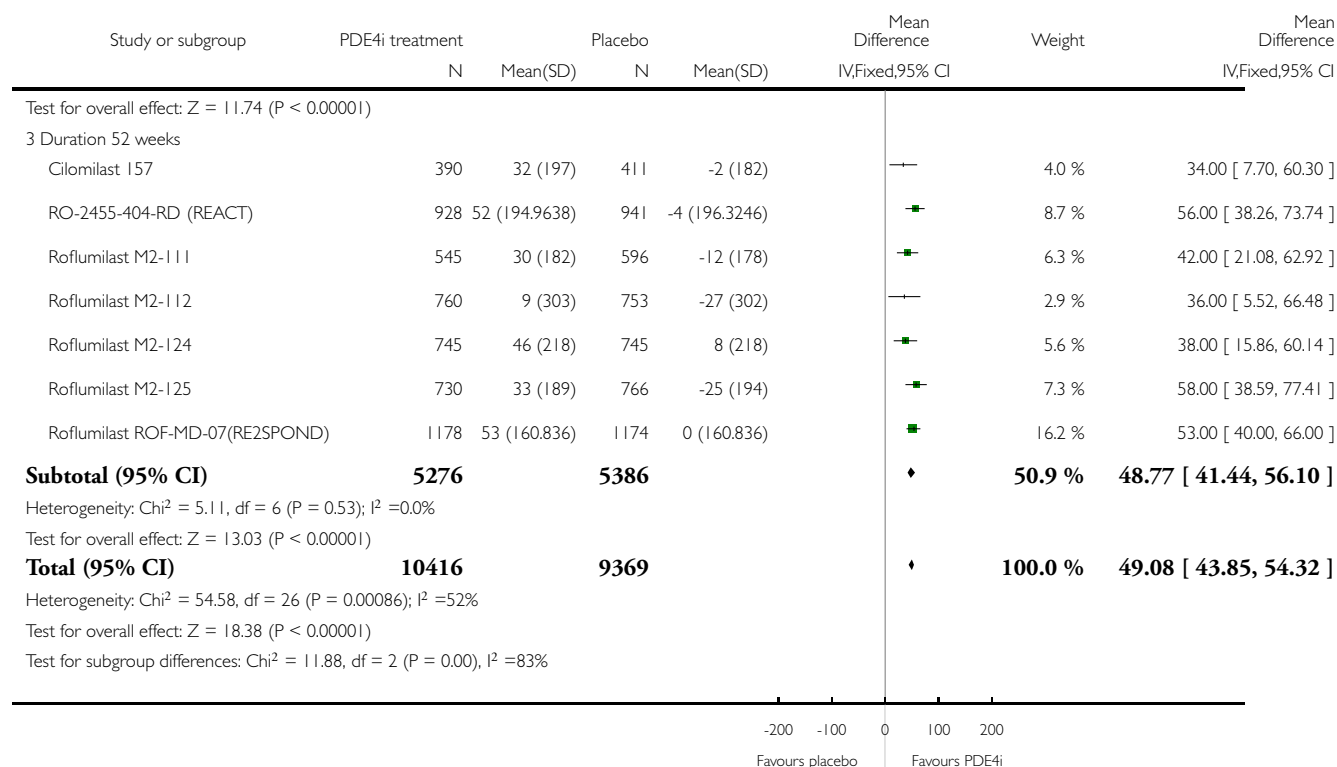 Study or subgroup PDE4i treatment Placebo Mean Difference Weight Mean Difference
N Mean(SD) N Mean(SD) IV,Fixed,95% CI IV,Fixed,95% CI
Test for overall effect: Z = 11.74 (P < 0.00001)
3 Duration 52 weeks
Cilomilast 157 390 32 (197) 411 -2 (182) 4.0 % 34.00 [ 7.70, 60.30 ]
RO-2455-404-RD (REACT) 928 52 (194.9638) 941 -4 (196.3246) 8.7 % 56.00 [ 38.26, 73.74 ]
Roflumilast M2-111 545 30 (182) 596 -12 (178) 6.3 % 42.00 [ 21.08, 62.92 ]
Roflumilast M2-112 760 9 (303) 753 -27 (302) 2.9 % 36.00 [ 5.52, 66.48 ]
Roflumilast M2-124 745 46 (218) 745 8 (218) 5.6 % 38.00 [ 15.86, 60.14 ]
Roflumilast M2-125 730 33 (189) 766 -25 (194) 7.3 % 58.00 [ 38.59, 77.41 ]
Roflumilast ROF-MD-07(RE2SPOND) 1178 53 (160.836) 1174 0 (160.836) 16.2 % 53.00 [ 40.00, 66.00 ]
Subtotal (95% CI) 5276 5386 50.9 % 48.77 [ 41.44, 56.10 ]
Heterogeneity: Chi² = 5.11, df = 6 (P = 0.53); I² =0.0%
Test for overall effect: Z = 13.03 (P < 0.00001)
Total (95% CI) 10416 9369 100.0 % 49.08 [ 43.85, 54.32 ]
Heterogeneity: Chi² = 54.58, df = 26 (P = 0.00086); I² =52%
Test for overall effect: Z = 18.38 (P < 0.00001)
Test for subgroup differences: Chi² = 11.88, df = 2 (P = 0.00), I² =83%
-200 -100 0 100 200
Favours placebo Favours PDE4i